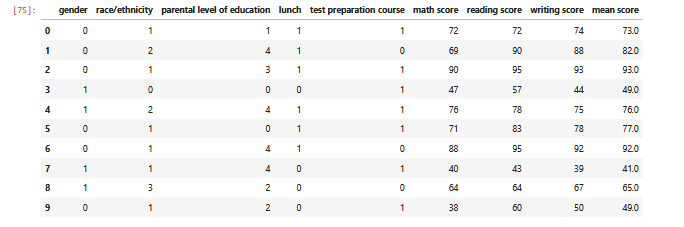 [75]: gender race/ethnicity parental level of education lunch test preparation course math score reading score writing score mean score
0 0 1 1 1 1 72 72 74 73.0
1 0 2 4 1 0 69 90 88 82.0
2 0 1 3 1 1 90 95 93 93.0
3 1 0 0 0 1 47 57 44 49.0
4 1 2 4 1 1 76 78 75 76.0
5 0 1 0 1 1 71 83 78 77.0
6 0 1 4 1 0 88 95 92 92.0
7 1 1 4 0 1 40 43 39 41.0
8 1 3 2 0 0 64 64 67 65.0
9 0 1 2 0 1 38 60 50 49.0